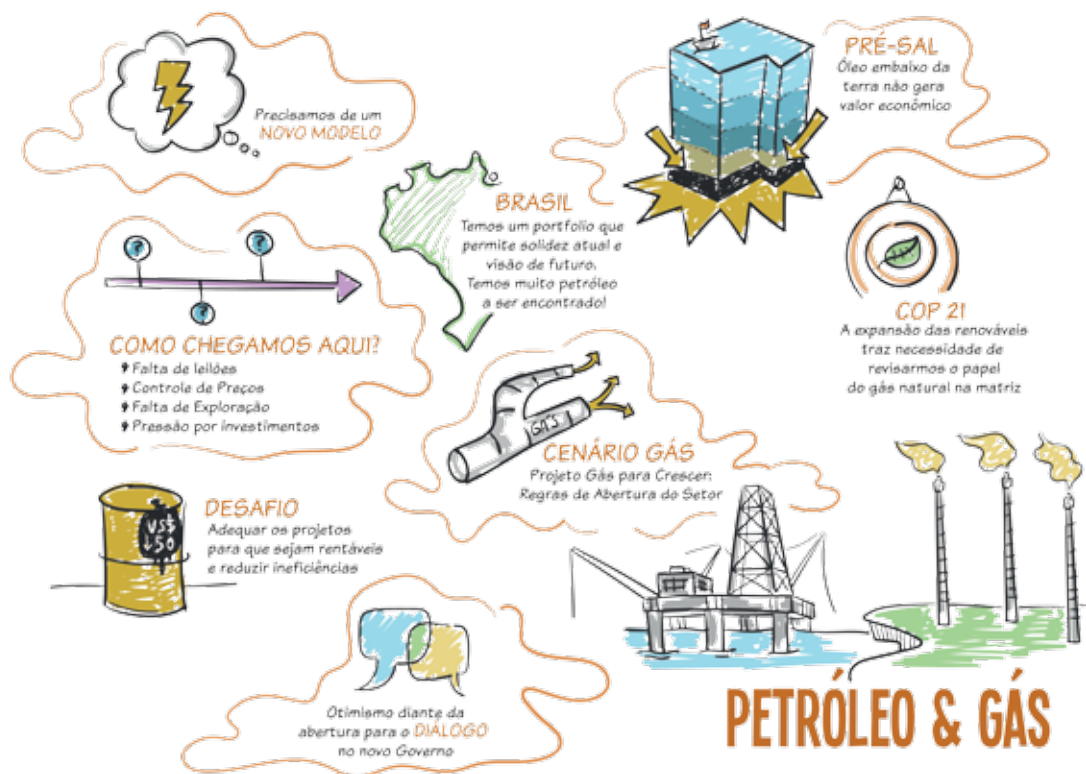 Precisamos de um
NOVO MODELO
PRÉ-SAL
Óleo embaixo da
terra não gera
valor econômico
BRASIL
Temos um portfolio que
permite solidez atual e
visão de futuro.
Temos muito petróleo
a ser encontrado!
?
?
?
COMO CHEGAMOS AQUI?
Falta de leilões
Controle de Preços
Falta de Exploração
Pressão por investimentos
COP 21
A expansão das renováveis
traz necessidade de
revisarmos o papel
do gás natural na matriz
GÁS
CENÁRIO GÁS
Projeto Gás para Crescer:
Regras de Abertura do Setor
US$
↓50
DESAFIO
Adequar os projetos
para que sejam rentáveis
e reduzir ineficiências
Otimismo diante da
abertura para o DIÁLOGO
no novo Governo
PETRÓLEO & GÁS